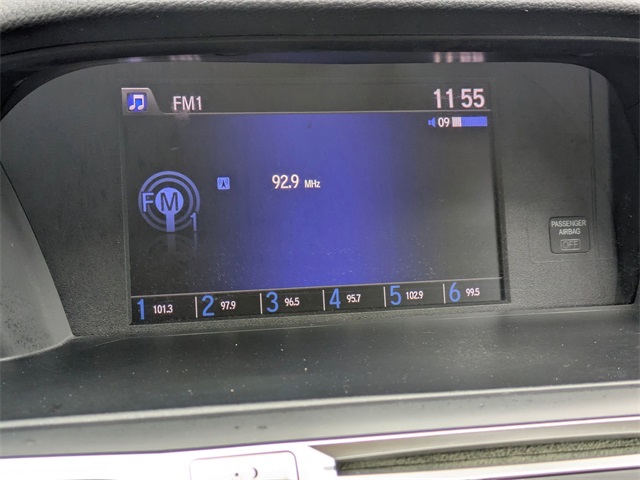 FM1 11 55
09
92.9 MHz
FM
1
PASSENGER
AIRBAG
OFF
1 101.3 2 97.9 3 96.5 4 95.7 5 102.9 6 99.5